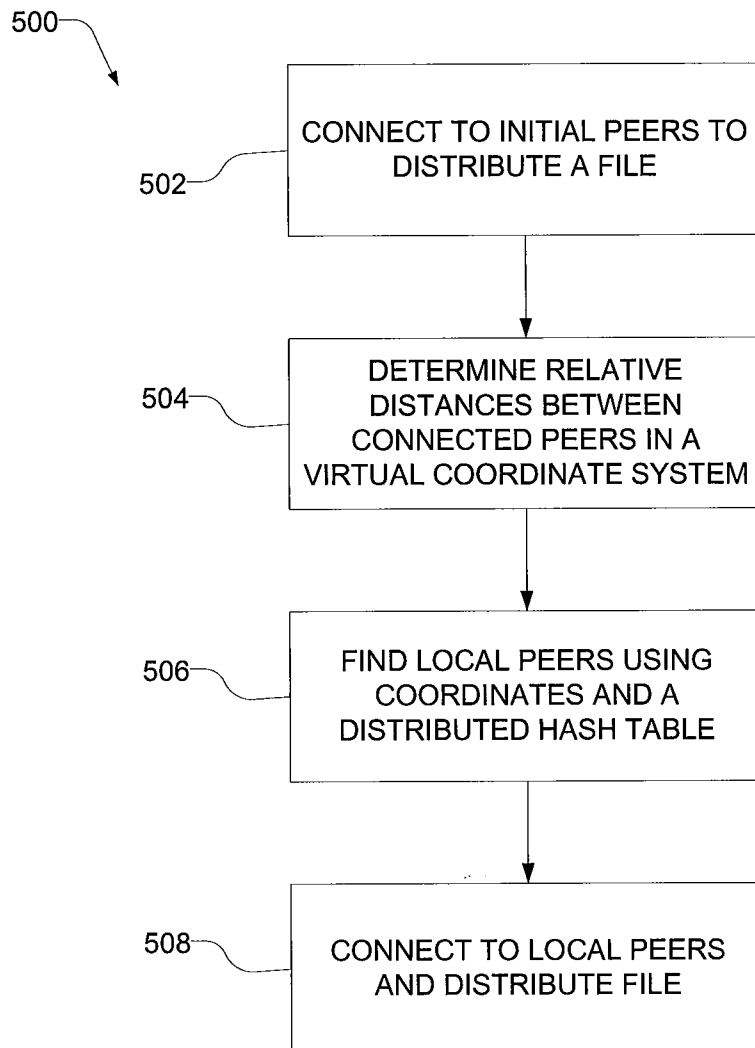 500
CONNECT TO INITIAL PEERS TO
DISTRIBUTE A FILE
502
DETERMINE RELATIVE
DISTANCES BETWEEN
CONNECTED PEERS IN A
VIRTUAL COORDINATE SYSTEM
504
FIND LOCAL PEERS USING
COORDINATES AND A
DISTRIBUTED HASH TABLE
506
CONNECT TO LOCAL PEERS
AND DISTRIBUTE FILE
508